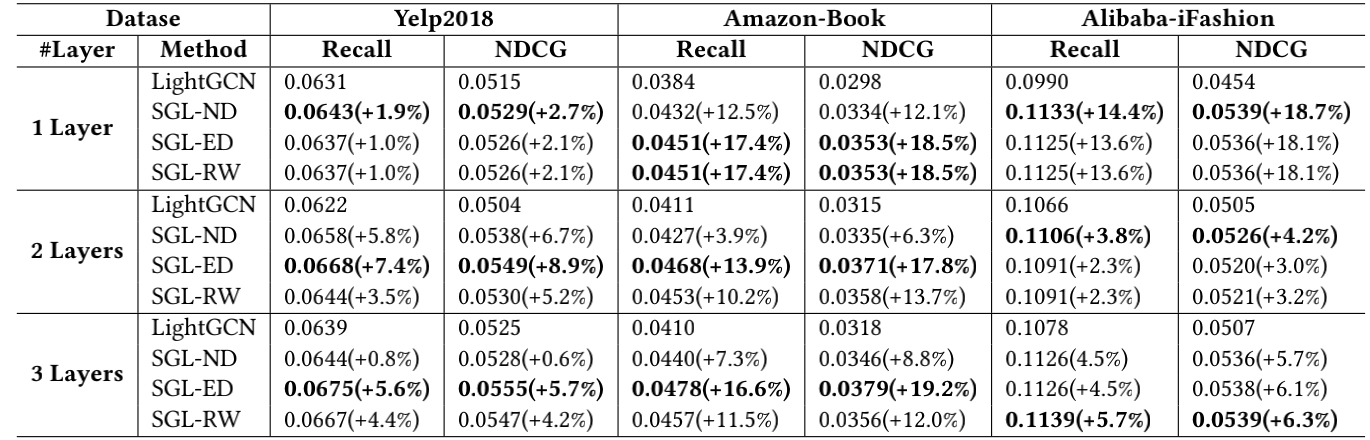 Datase Yelp2018 Amazon-Book Alibaba-iFashion
#Layer Method Recall NDCG Recall NDCG Recall NDCG
1 Layer LightGCN 0.0631 0.0515 0.0384 0.0298 0.0990 0.0454
SGL-ND 0.0643(+1.9%) 0.0529(+2.7%) 0.0432(+12.5%) 0.0334(+12.1%) 0.1133(+14.4%) 0.0539(+18.7%)
SGL-ED 0.0637(+1.0%) 0.0526(+2.1%) 0.0451(+17.4%) 0.0353(+18.5%) 0.1125(+13.6%) 0.0536(+18.1%)
SGL-RW 0.0637(+1.0%) 0.0526(+2.1%) 0.0451(+17.4%) 0.0353(+18.5%) 0.1125(+13.6%) 0.0536(+18.1%)
2 Layers LightGCN 0.0622 0.0504 0.0411 0.0315 0.1066 0.0505
SGL-ND 0.0658(+5.8%) 0.0538(+6.7%) 0.0427(+3.9%) 0.0335(+6.3%) 0.1106(+3.8%) 0.0526(+4.2%)
SGL-ED 0.0668(+7.4%) 0.0549(+8.9%) 0.0468(+13.9%) 0.0371(+17.8%) 0.1091(+2.3%) 0.0520(+3.0%)
SGL-RW 0.0644(+3.5%) 0.0530(+5.2%) 0.0453(+10.2%) 0.0358(+13.7%) 0.1091(+2.3%) 0.0521(+3.2%)
3 Layers LightGCN 0.0639 0.0525 0.0410 0.0318 0.1078 0.0507
SGL-ND 0.0644(+0.8%) 0.0528(+0.6%) 0.0440(+7.3%) 0.0346(+8.8%) 0.1126(4.5%) 0.0536(+5.7%)
SGL-ED 0.0675(+5.6%) 0.0555(+5.7%) 0.0478(+16.6%) 0.0379(+19.2%) 0.1126(+4.5%) 0.0538(+6.1%)
SGL-RW 0.0667(+4.4%) 0.0547(+4.2%) 0.0457(+11.5%) 0.0356(+12.0%) 0.1139(+5.7%) 0.0539(+6.3%)